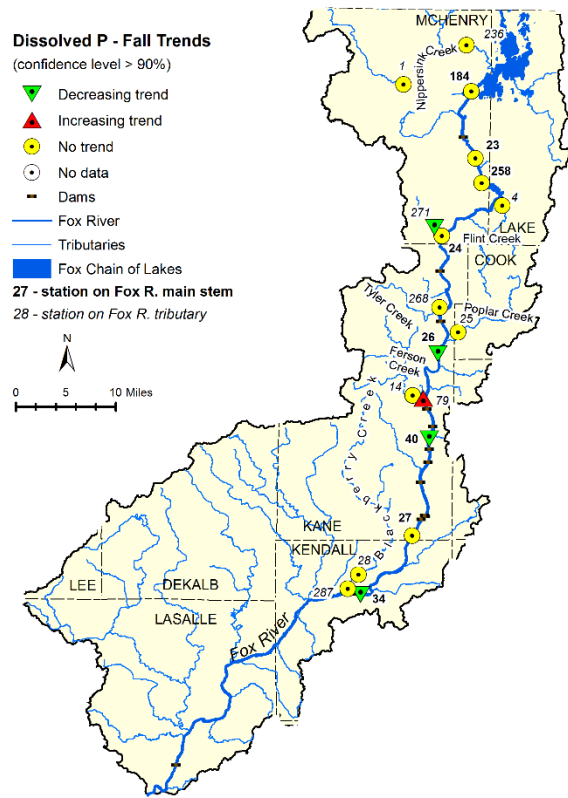 Dissolved P - Fall Trends
(confidence level > 90%)
Decreasing trend
Increasing trend
No trend
No data
Dams
Fox River
Tributaries
Fox Chain of Lakes
27 - station on Fox R. main stem
28 - station on Fox R. tributary
N
0 5 10 Miles
MCHENRY
236
1
Nippersink Creek
184
23
258
4
271
LAKE
24
Flint Creek
COOK
268
Tyler Creek
Poplar Creek
25
26
Ferson
Creek
14
79
40
Blackberry Creek
27
KANE
KENDALL
28
287
34
LEE
DEKALB
LASALLE
Fox River